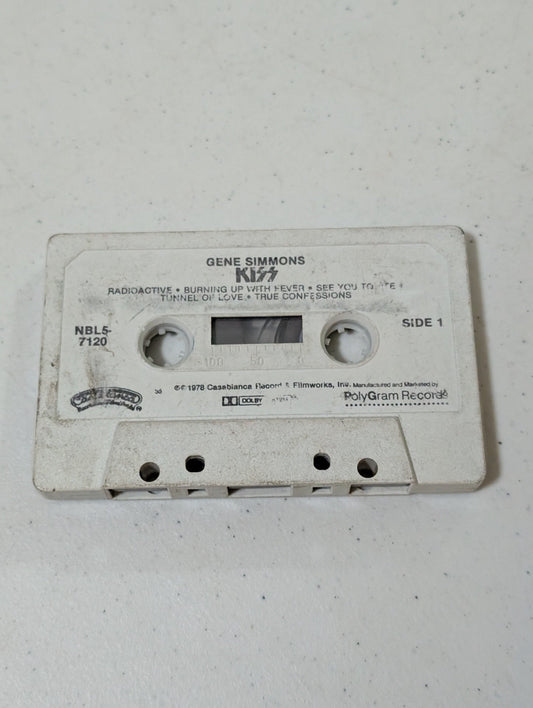 GENE SIMMONS
KISS
RADIOACTIVE • BURNING UP WITH FEVER • SEE YOU
TUNNEL OF LOVE • TRUE CONFESSIONS
NBL5-
7120
SIDE 1
100 50 0
℗© 1978 Casablanca Record & Filmworks, Inc. Manufactured and Marketed by
DOLBY
PolyGram Records